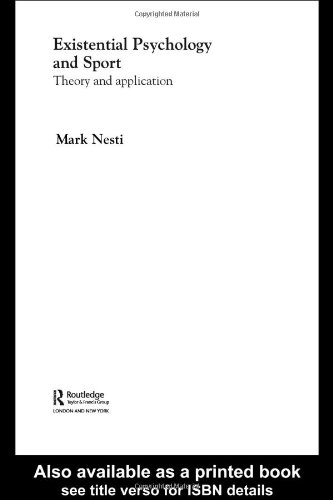 Copyrighted Material
Existential Psychology
and Sport
Theory and application
Mark Nesti
Routledge
Taylor & Francis Group
LONDON AND NEW YORK
Copyrighted Material
Also available as a printed book
see title verso for ISBN details